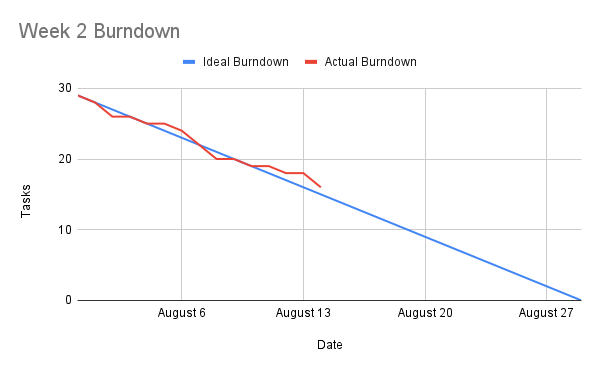 Week 2 Burndown
Ideal Burndown Actual Burndown
30
20
10
0
Tasks
August 6 August 13 August 20 August 27
Date